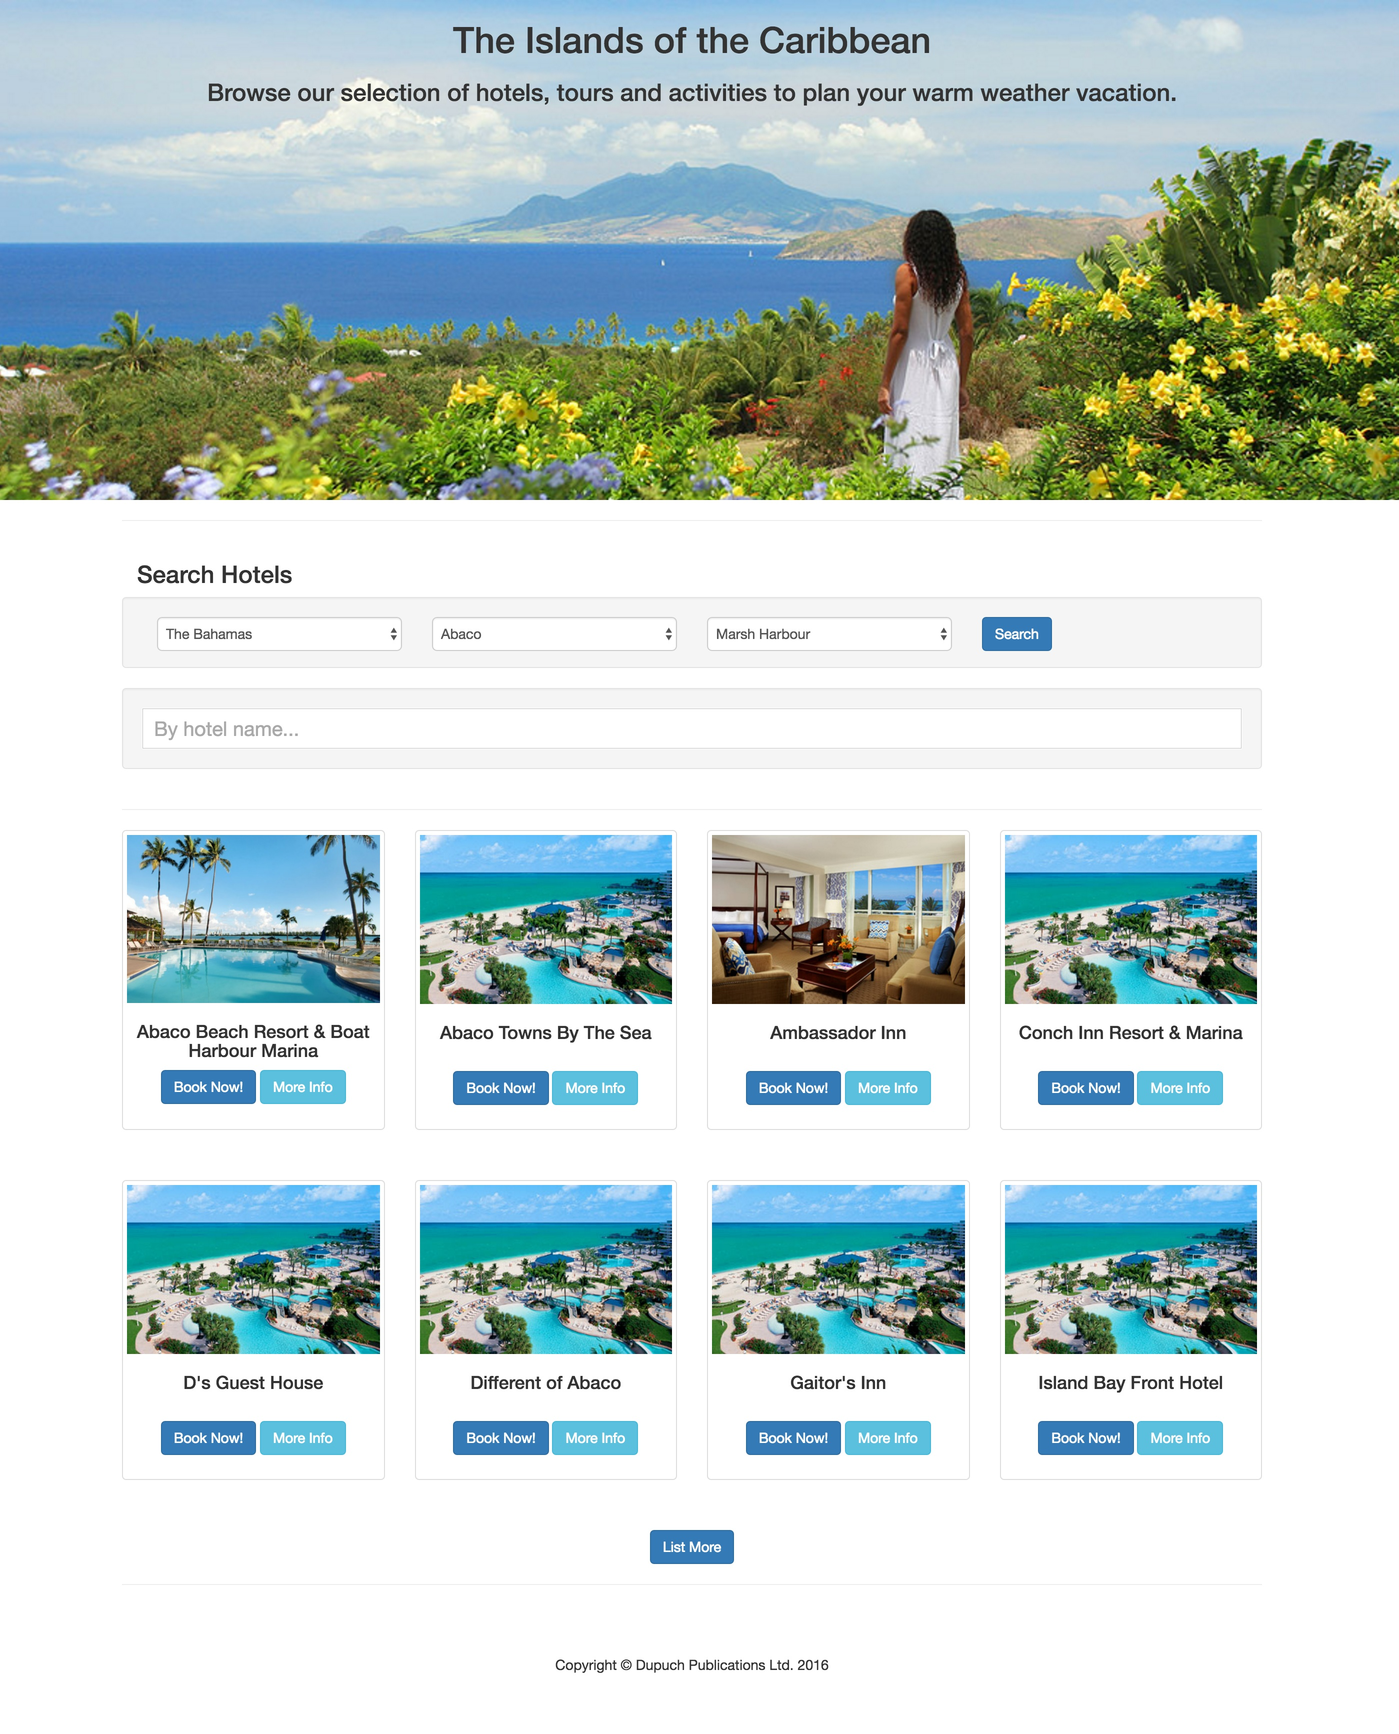 The Islands of the Caribbean
Browse our selection of hotels, tours and activities to plan your warm weather vacation.
Search Hotels
The Bahamas
Abaco
Marsh Harbour
Search
By hotel name...
Abaco Beach Resort & Boat
Harbour Marina
Book Now! More Info
Abaco Towns By The Sea
Book Now! More Info
Ambassador Inn
Book Now! More Info
Conch Inn Resort & Marina
Book Now! More Info
D's Guest House
Book Now! More Info
Different of Abaco
Book Now! More Info
Gaitor's Inn
Book Now! More Info
Island Bay Front Hotel
Book Now! More Info
List More
Copyright © Dupuch Publications Ltd. 2016